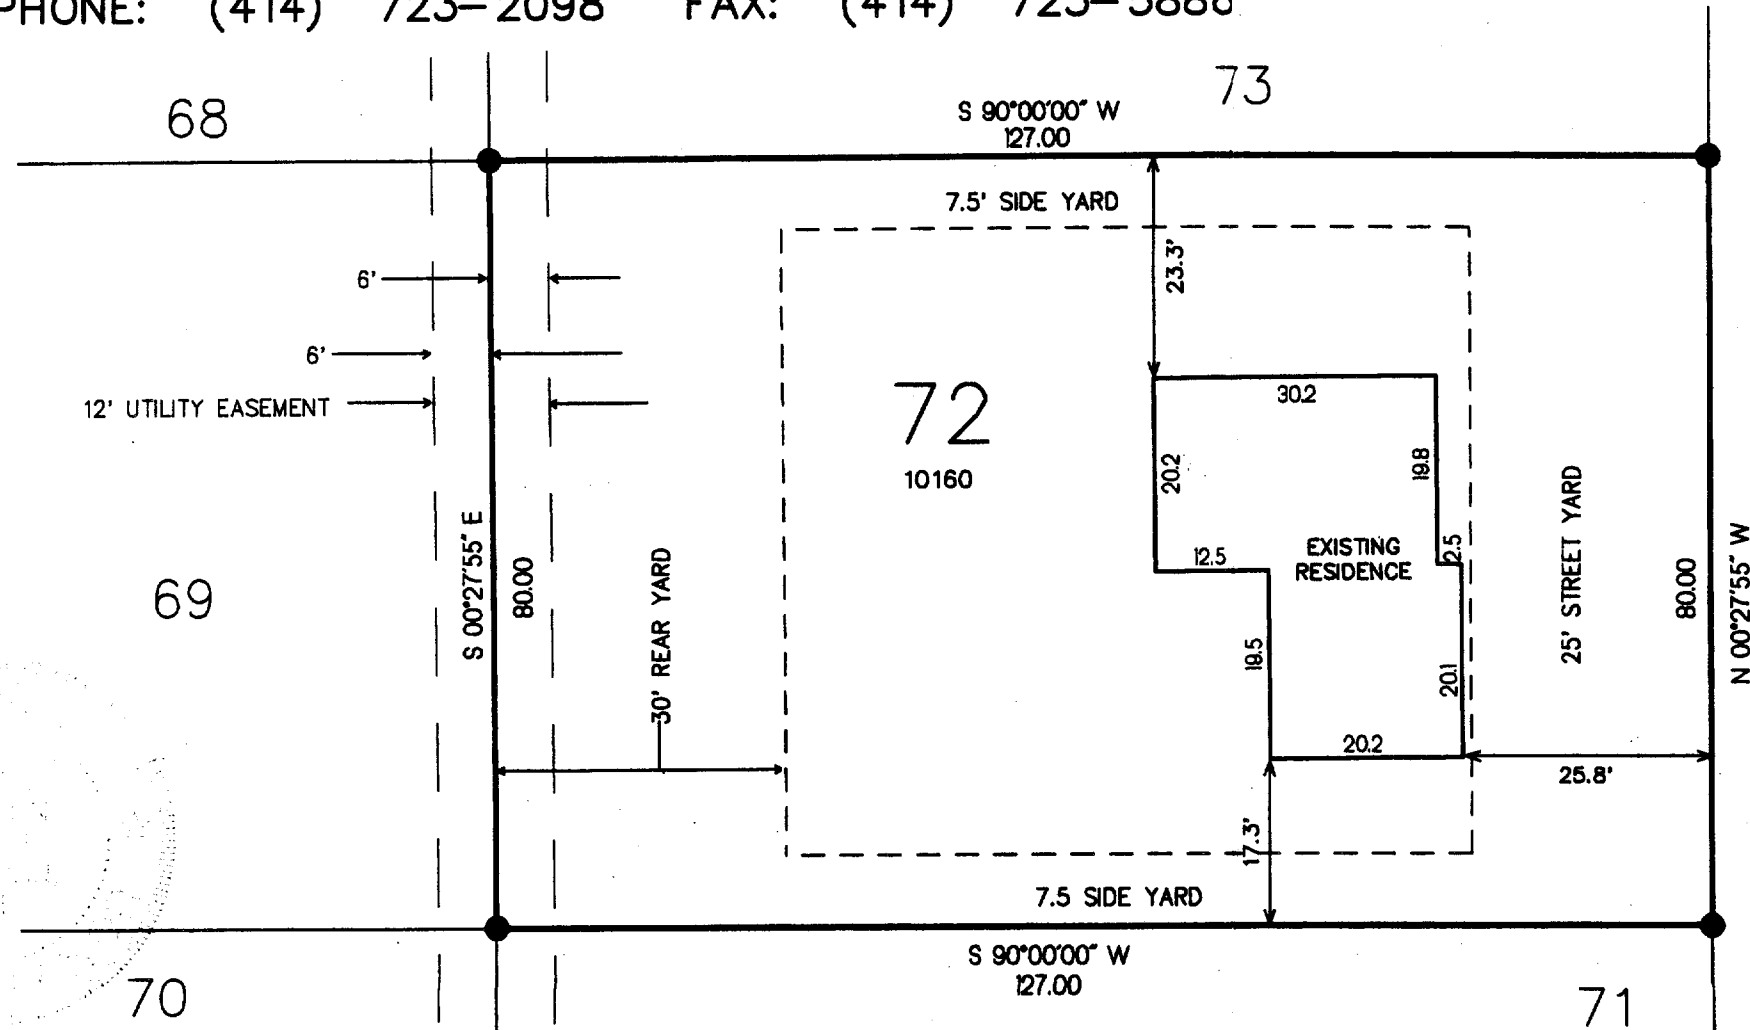 PHONE: (414) 723-2098 FAX: (414) 723-5886
68
73
S 90°00'00" W
127.00
7.5' SIDE YARD
23.3'
6'
6'
12' UTILITY EASEMENT
72
10160
30.2
20.2
19.8
12.5
2.5
EXISTING
RESIDENCE
S 00°27'55" E
80.00
30' REAR YARD
69
19.5
20.1
25' STREET YARD
80.00
N 00°27'55" W
20.2
25.8'
17.3'
7.5 SIDE YARD
S 90°00'00" W
127.00
70
71